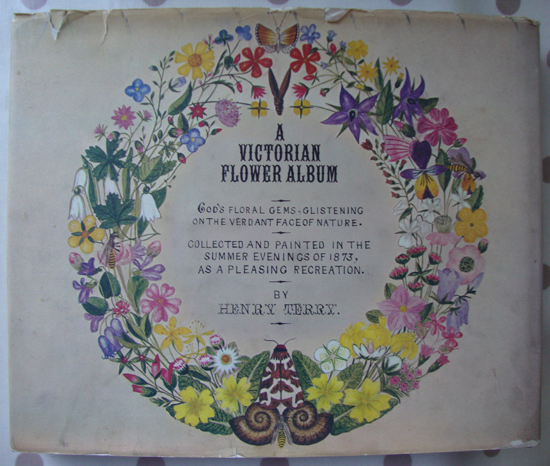 A
VICTORIAN
FLOWER ALBUM
GOD'S FLORAL GEMS-GLISTENING
ON THE VERDANT FACE OF NATURE.
COLLECTED AND PAINTED IN THE
SUMMER EVENINGS OF 1873,
AS A PLEASING RECREATION.
BY
HENRY TERRY.